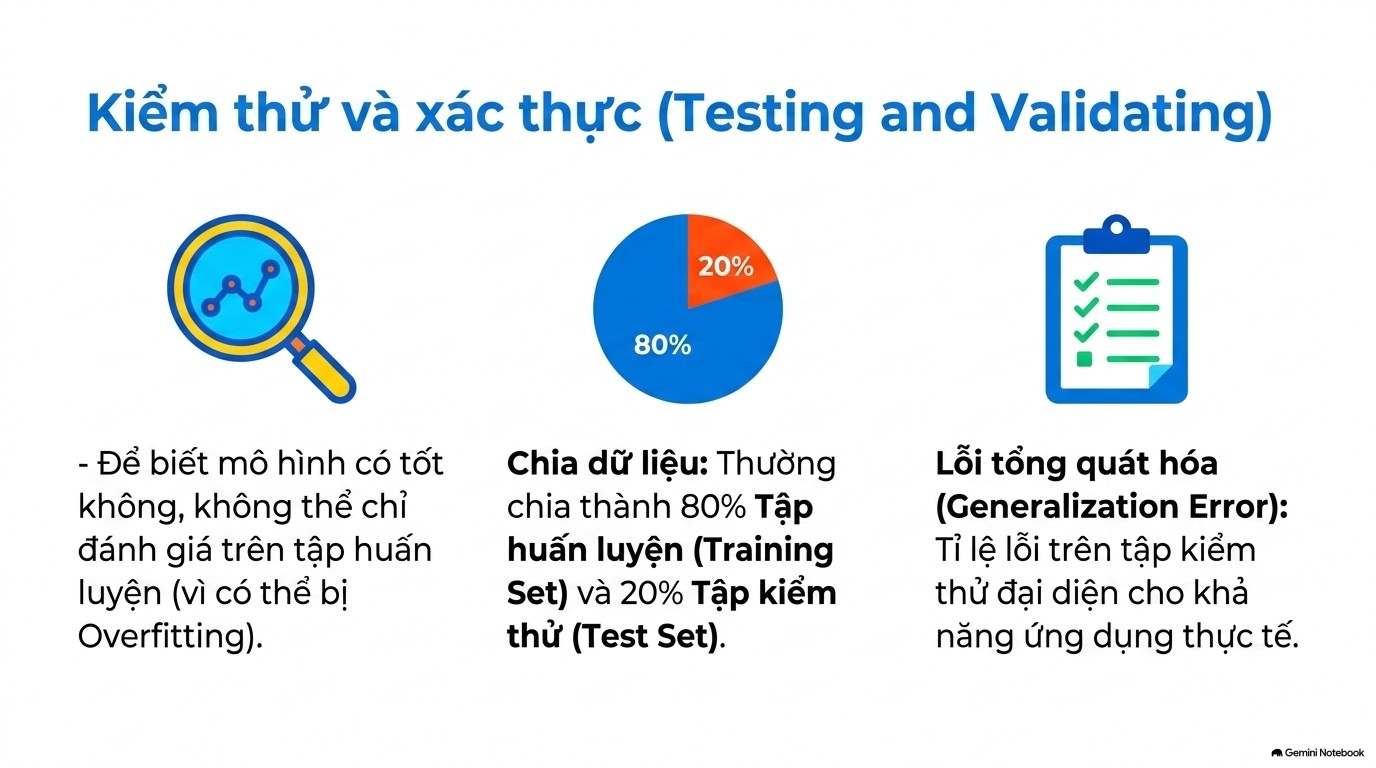 Kiểm thử và xác thực (Testing and Validating)
20%
80%
- Để biết mô hình có tốt
không, không thể chỉ
đánh giá trên tập huấn
luyện (vì có thể bị
Overfitting).
Chia dữ liệu: Thường
chia thành 80% Tập
huấn luyện (Training
Set) và 20% Tập kiểm
thử (Test Set).
Lỗi tổng quát hóa
(Generalization Error):
Tỉ lệ lỗi trên tập kiểm
thử đại diện cho khả
năng ứng dụng thực tế.
Gemini Notebook